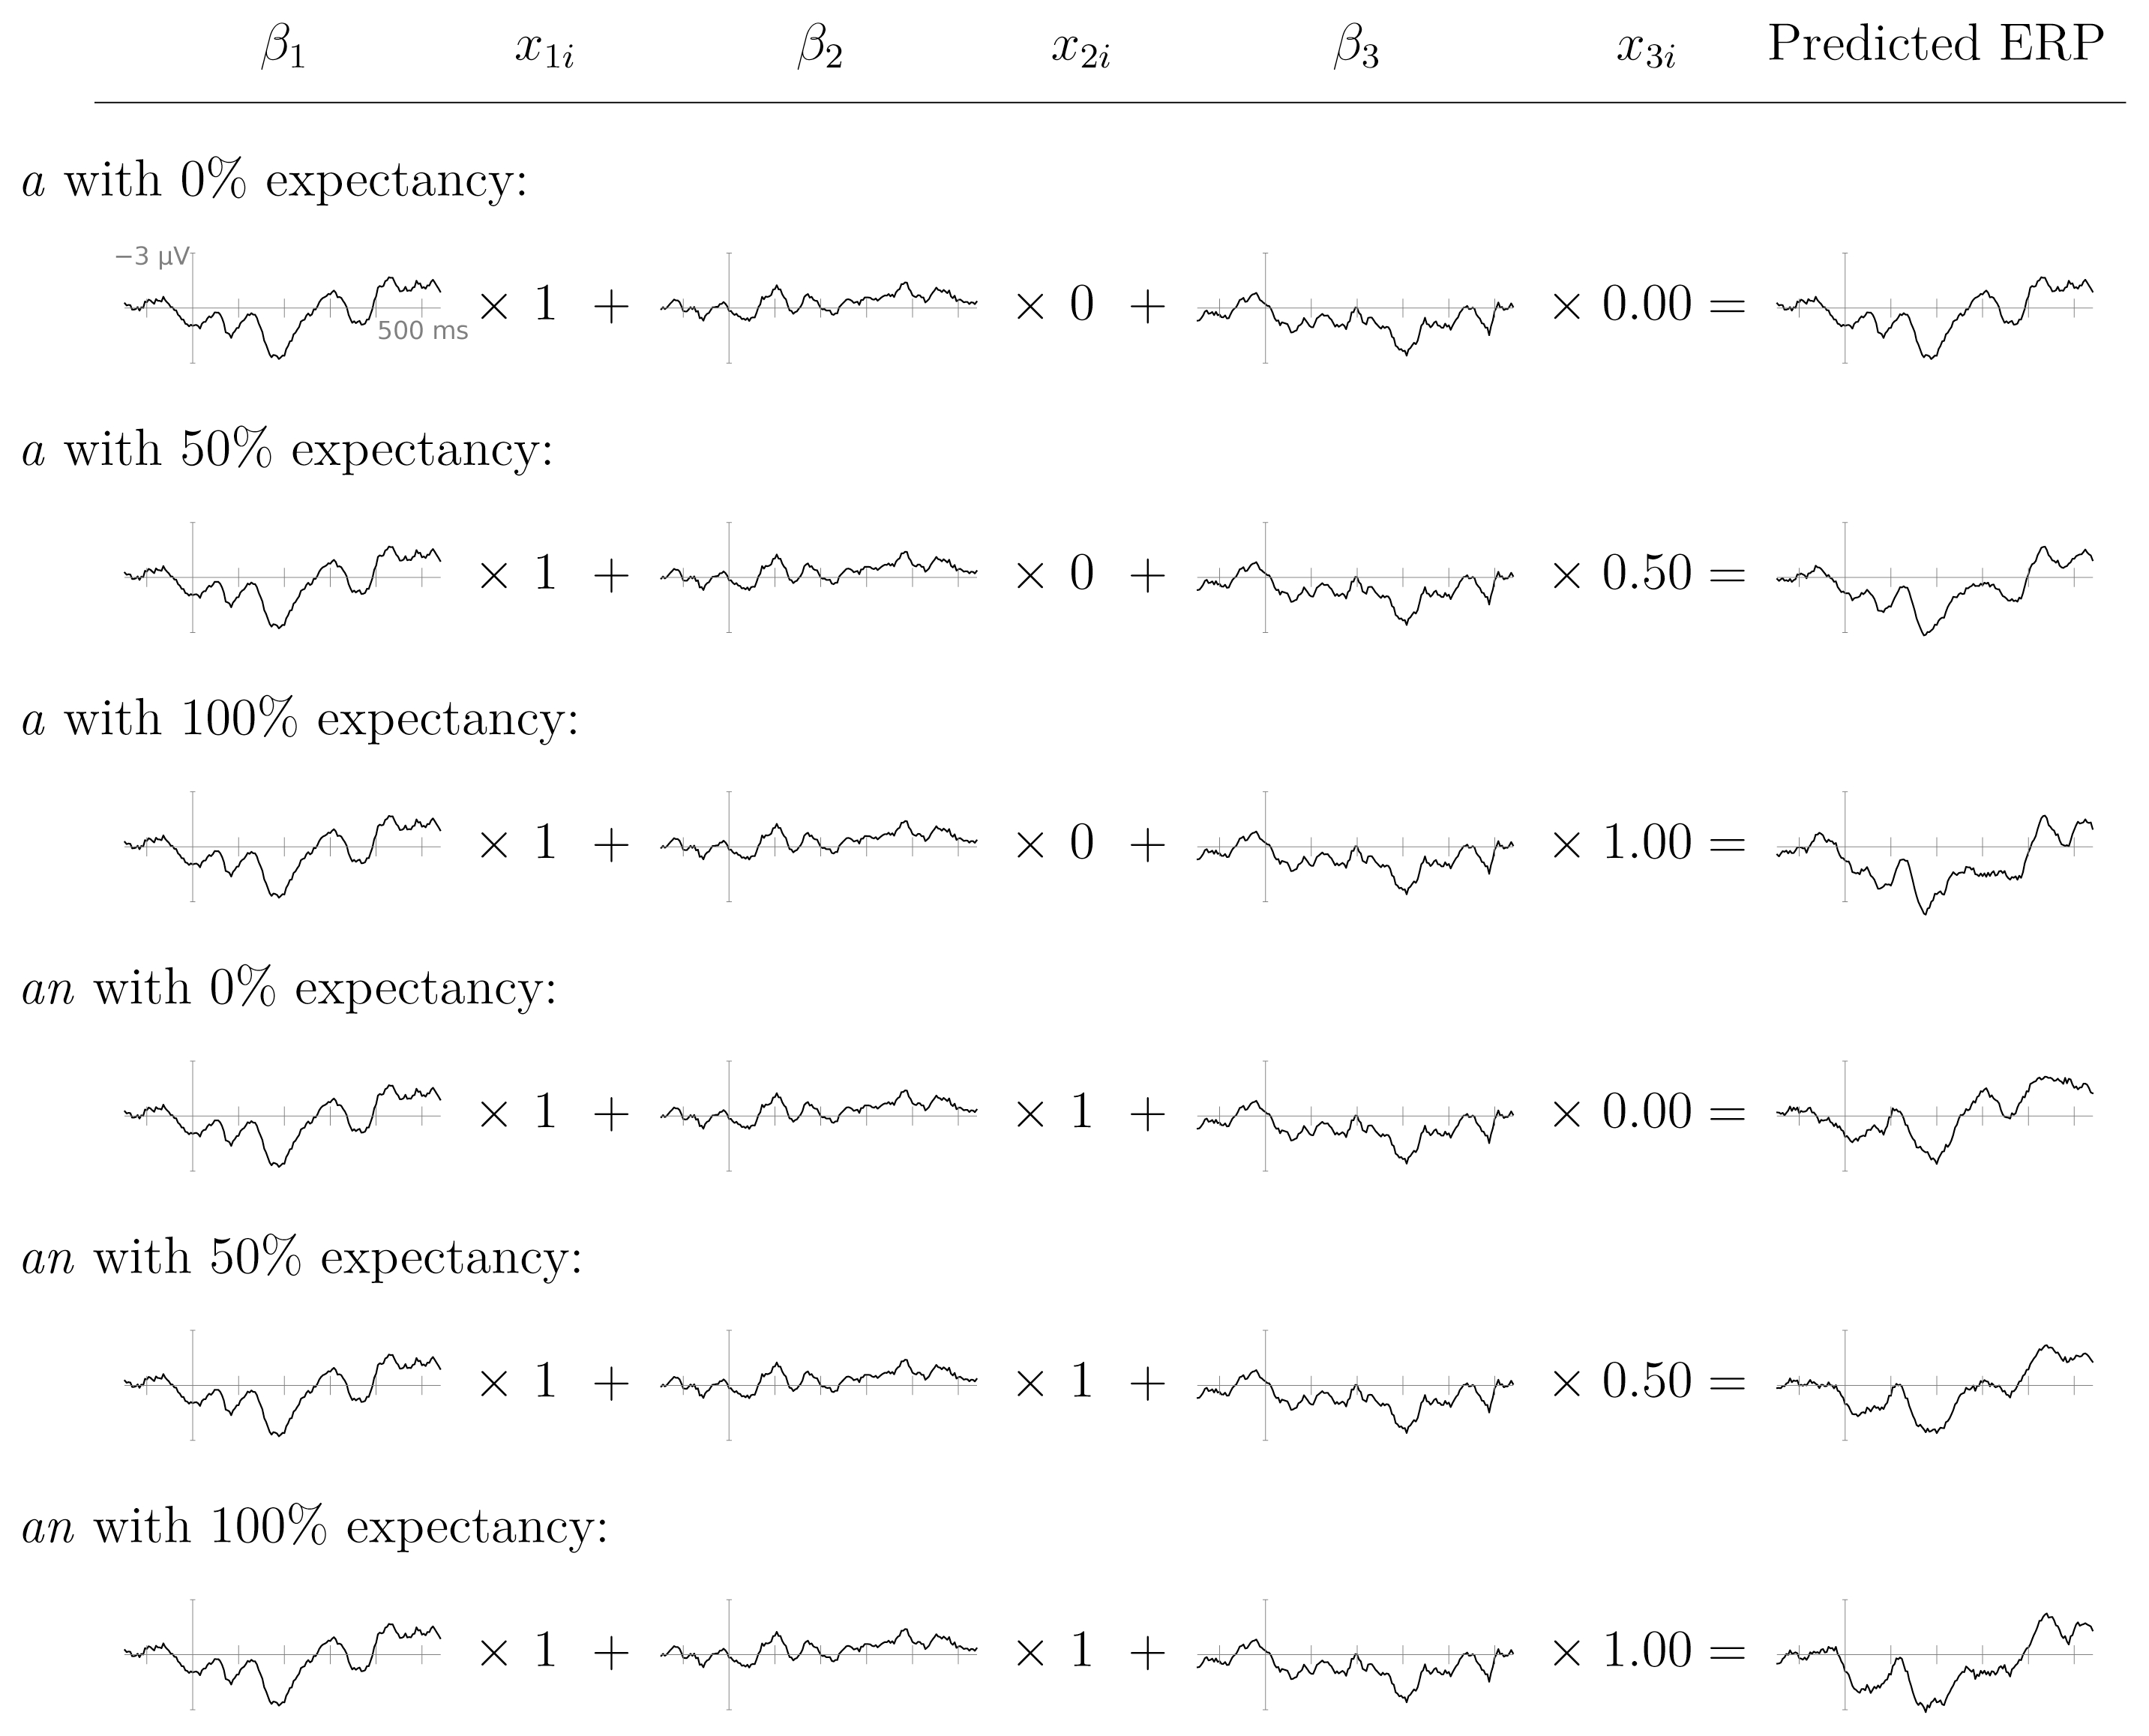 β₁ x₁ᵢ β₂ x₂ᵢ β₃ x₃ᵢ Predicted ERP
a with 0% expectancy:
−3 µV
× 1 + × 0 + × 0.00 =
500 ms
a with 50% expectancy:
× 1 + × 0 + × 0.50 =
a with 100% expectancy:
× 1 + × 0 + × 1.00 =
an with 0% expectancy:
× 1 + × 1 + × 0.00 =
an with 50% expectancy:
× 1 + × 1 + × 0.50 =
an with 100% expectancy:
× 1 + × 1 + × 1.00 =